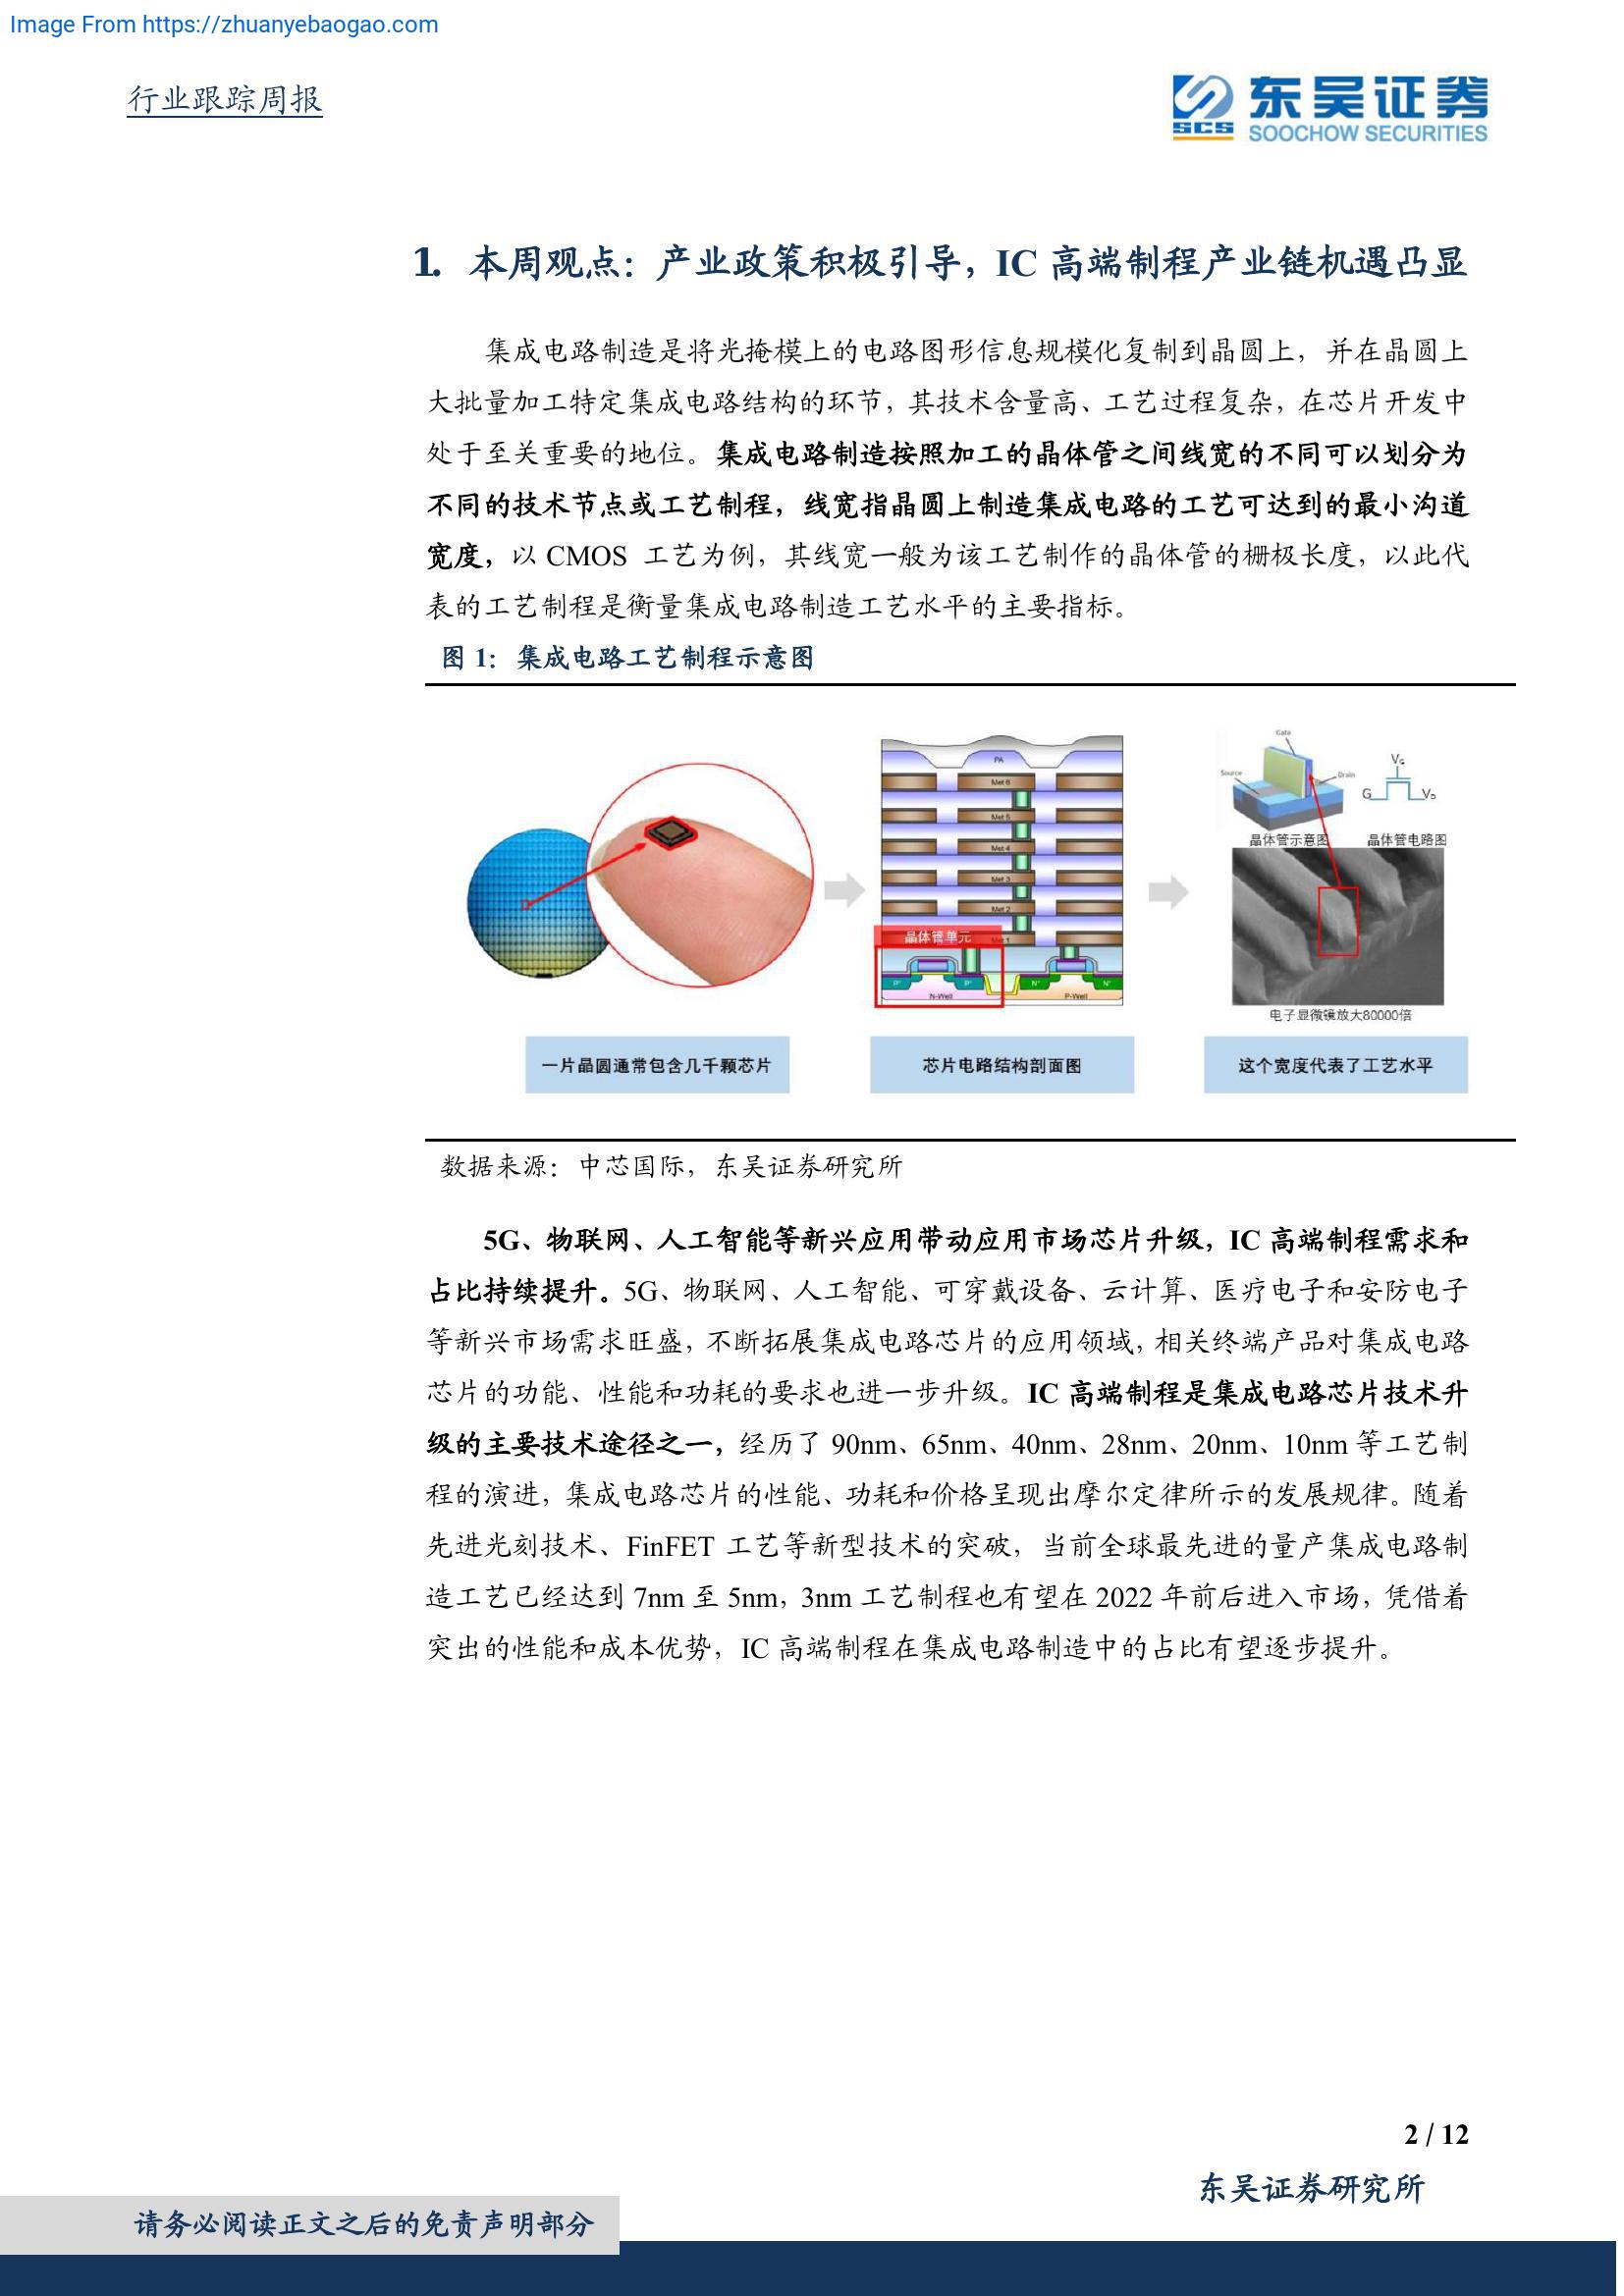 Image From https://zhuanyebaogao.com
行业跟踪周报
SCS
东吴证券
SOOCHOW SECURITIES
1. 本周观点：产业政策积极引导，IC 高端制程产业链机遇凸显
集成电路制造是将光掩模上的电路图形信息规模化复制到晶圆上，并在晶圆上
大批量加工特定集成电路结构的环节，其技术含量高、工艺过程复杂，在芯片开发中
处于至关重要的地位。集成电路制造按照加工的晶体管之间线宽的不同可以划分为
不同的技术节点或工艺制程，线宽指晶圆上制造集成电路的工艺可达到的最小沟道
宽度，以 CMOS 工艺为例，其线宽一般为该工艺制作的晶体管的栅极长度，以此代
表的工艺制程是衡量集成电路制造工艺水平的主要指标。
图 1：集成电路工艺制程示意图
PA
Met 6
Met 5
Met 4
Met 3
Met 2
Met 1
晶体管单元
P+
P+
N+
N+
N-Well
P-Well
Gate
Source
Drain
G
VD
晶体管示意图
晶体管电路图
电子显微镜放大80000倍
一片晶圆通常包含几千颗芯片
芯片电路结构剖面图
这个宽度代表了工艺水平
数据来源：中芯国际，东吴证券研究所
5G、物联网、人工智能等新兴应用带动应用市场芯片升级，IC 高端制程需求和
占比持续提升。5G、物联网、人工智能、可穿戴设备、云计算、医疗电子和安防电子
等新兴市场需求旺盛，不断拓展集成电路芯片的应用领域，相关终端产品对集成电路
芯片的功能、性能和功耗的要求也进一步升级。IC 高端制程是集成电路芯片技术升
级的主要技术途径之一，经历了 90nm、65nm、40nm、28nm、20nm、10nm 等工艺制
程的演进，集成电路芯片的性能、功耗和价格呈现出摩尔定律所示的发展规律。随着
先进光刻技术、FinFET 工艺等新型技术的突破，当前全球最先进的量产集成电路制
造工艺已经达到 7nm 至 5nm，3nm 工艺制程也有望在 2022 年前后进入市场，凭借着
突出的性能和成本优势，IC 高端制程在集成电路制造中的占比有望逐步提升。
2 / 12
东吴证券研究所
请务必阅读正文之后的免责声明部分